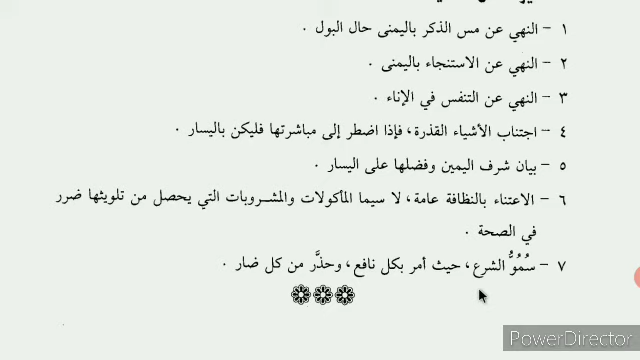 ١ – النهي عن مس الذكر باليمنى حال البول .
٢ – النهي عن الاستنجاء باليمنى .
٣ – النهي عن التنفس في الإناء .
٤ – اجتناب الأشياء القذرة، فإذا اضطر إلى مباشرتها فليكن باليسار .
٥ – بيان شرف اليمين وفضلها على اليسار .
٦ – الاعتناء بالنظافة عامة، لا سيما المأكولات والمشروبات التي يحصل من تلويثها ضرر
في الصحة .
٧ – سُمُوُّ الشرع، حيث أمر بكل نافع، وحذَّر من كل ضار .
PowerDirector